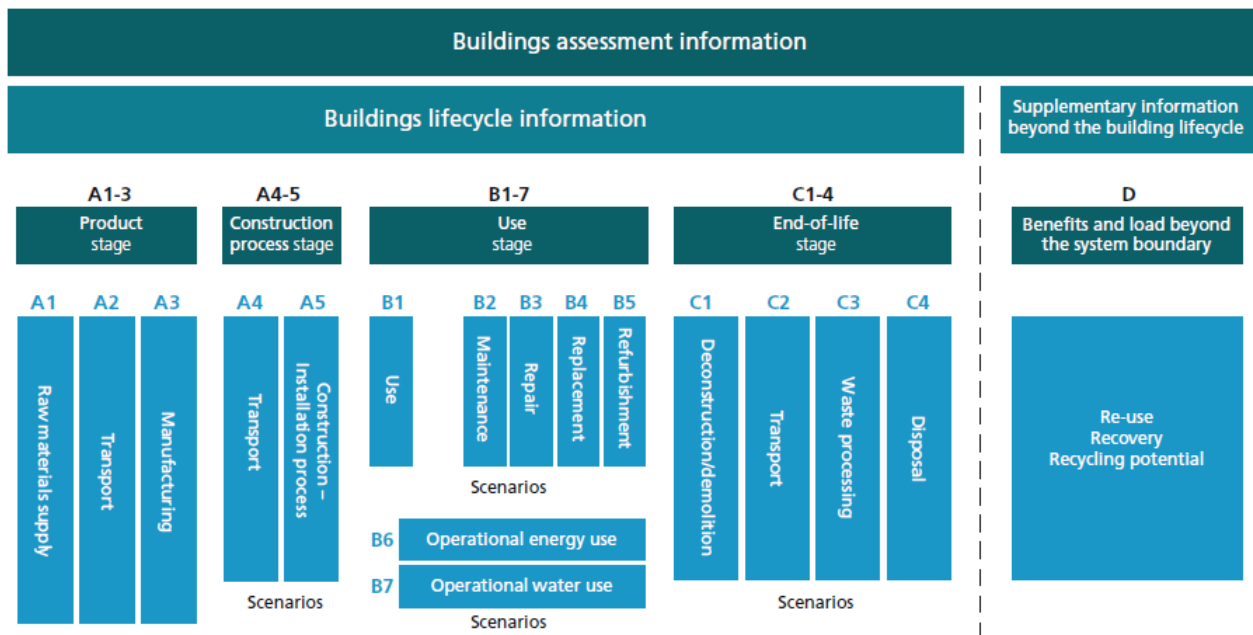 Buildings assessment information
Buildings lifecycle information
Supplementary information
beyond the building lifecycle
A1-3
Product
stage
A4-5
Construction
process stage
B1-7
Use
stage
C1-4
End-of-life
stage
D
Benefits and load beyond
the system boundary
A1
A2
A3
A4
A5
B1
B2
B3
B4
B5
C1
C2
C3
C4
Raw materials supply
Transport
Manufacturing
Transport
Construction –
Installation process
Use
Maintenance
Repair
Replacement
Refurbishment
Deconstruction/demolition
Transport
Waste processing
Disposal
Re-use
Recovery
Recycling potential
Scenarios
B6
Operational energy use
B7
Operational water use
Scenarios
Scenarios
Scenarios